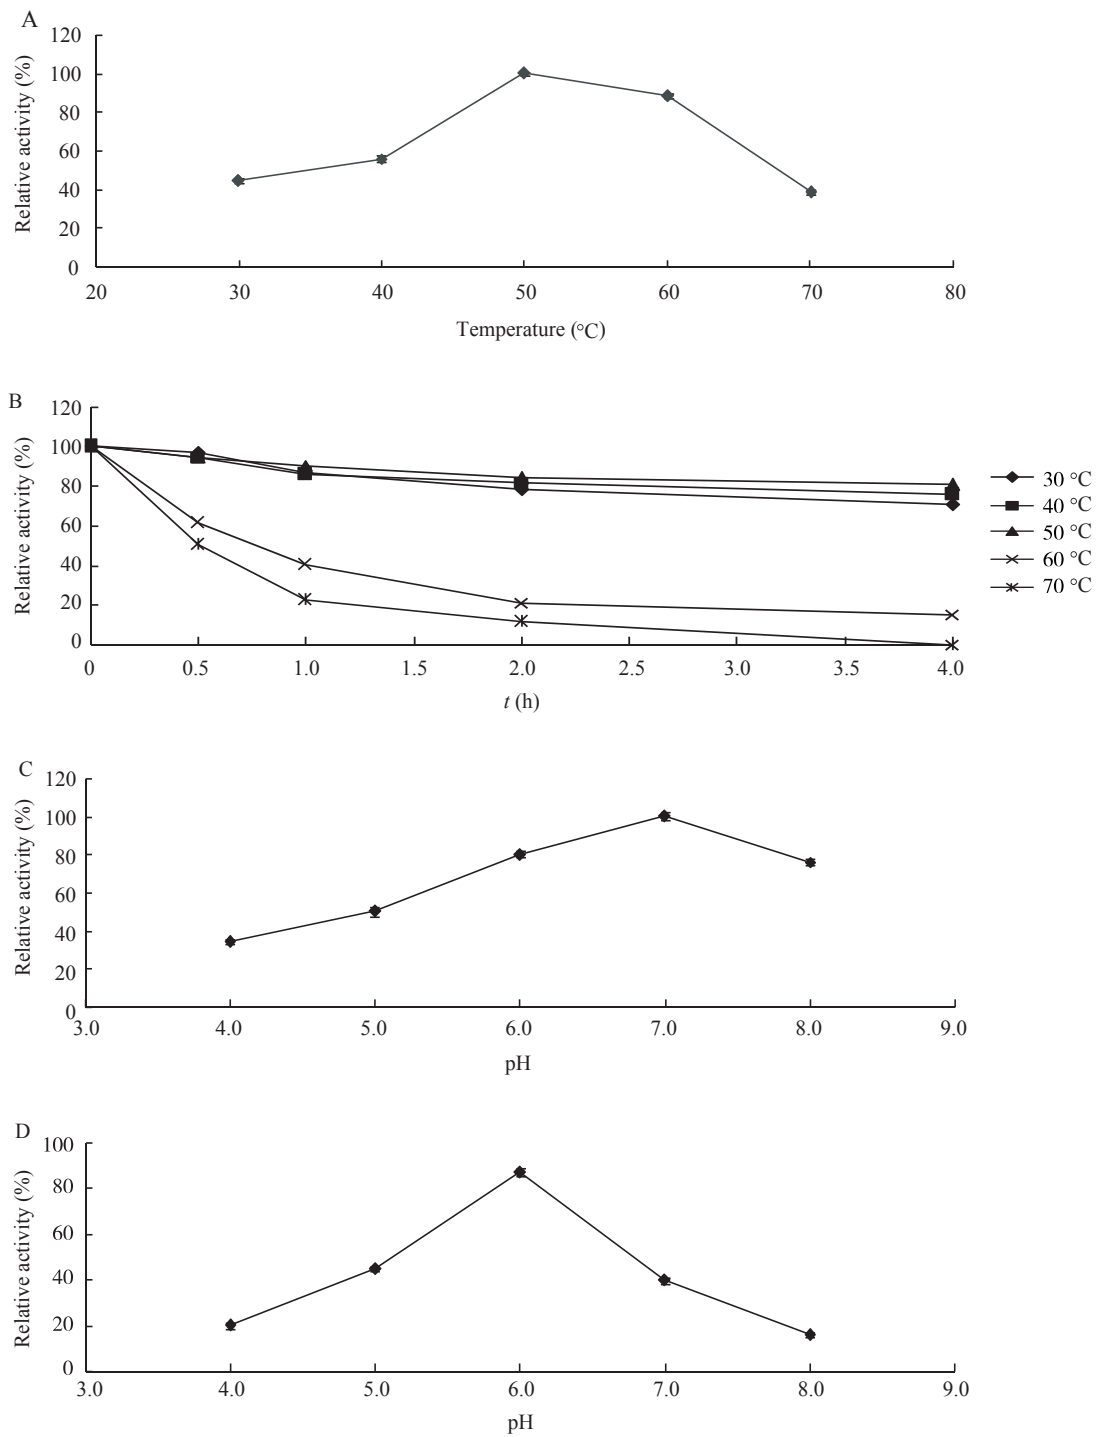 A
120
100
80
60
40
20
0
Relative activity (%)
20 30 40 50 60 70 80
Temperature (°C)
B
120
100
80
60
40
20
0
Relative activity (%)
0 0.5 1.0 1.5 2.0 2.5 3.0 3.5 4.0
t (h)
30 °C
40 °C
50 °C
60 °C
70 °C
C
120
100
80
60
40
20
0
Relative activity (%)
3.0 4.0 5.0 6.0 7.0 8.0 9.0
pH
D
100
80
60
40
20
0
Relative activity (%)
3.0 4.0 5.0 6.0 7.0 8.0 9.0
pH